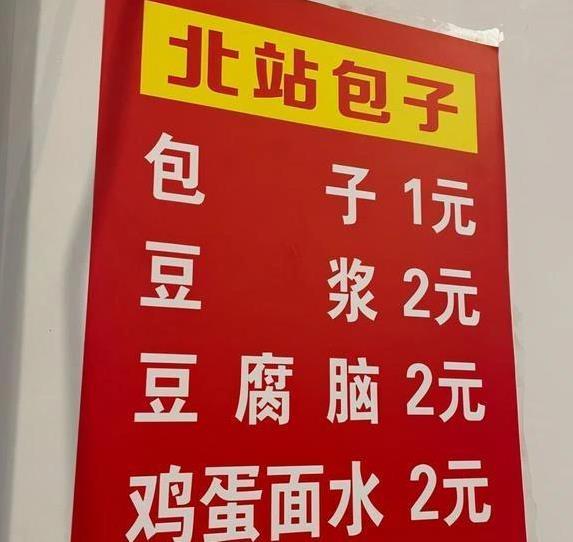 北站包子
包子 1元
豆浆 2元
豆腐脑 2元
鸡蛋面水 2元